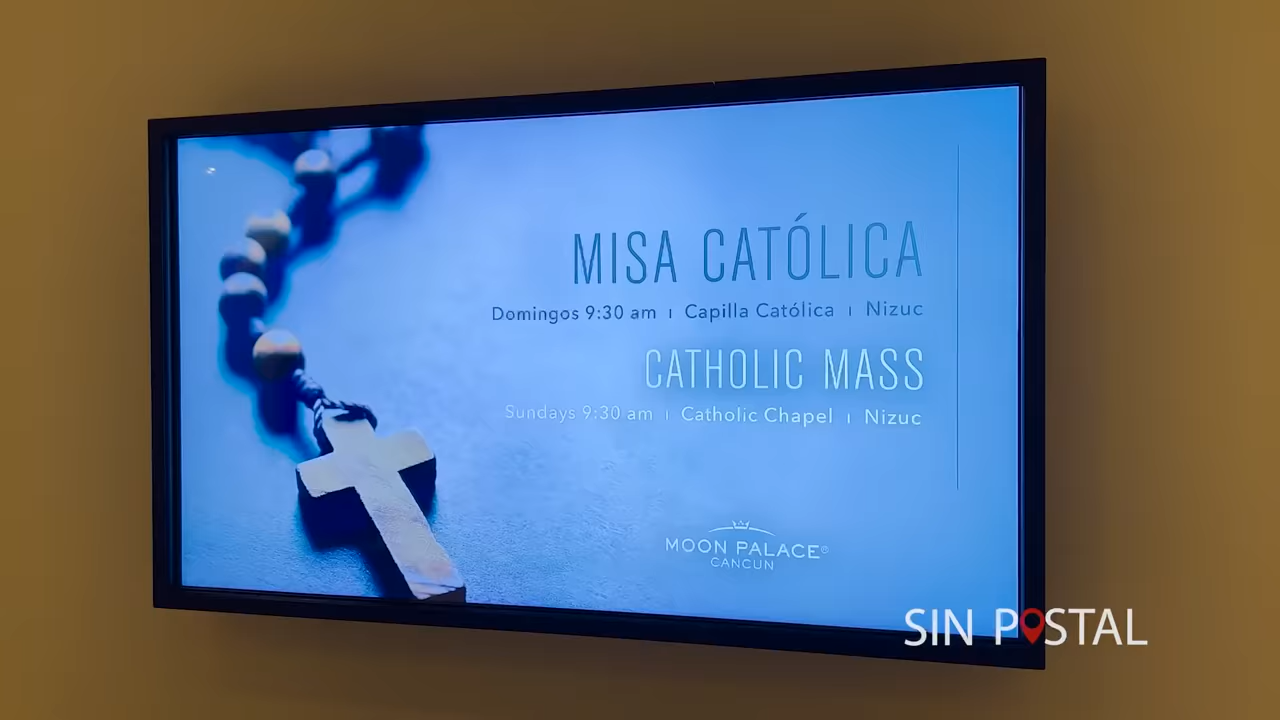 MISA CATÓLICA
Domingos 9:30 am | Capilla Católica | Nizuc
CATHOLIC MASS
Sundays 9:30 am | Catholic Chapel | Nizuc
MOON PALACE®
CANCUN
SIN POSTAL